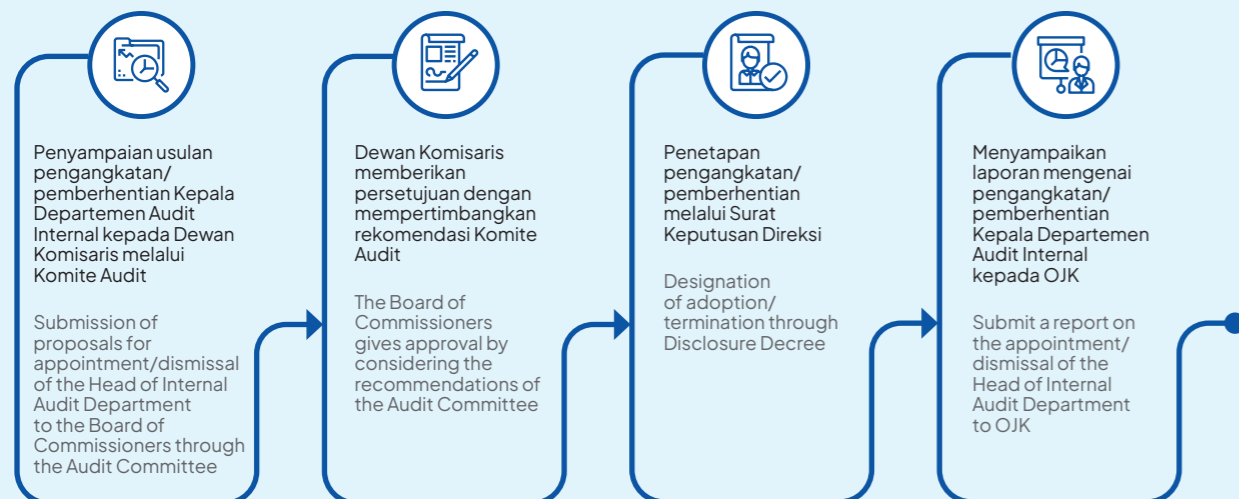 Penyampaian usulan
pengangkatan/
pemberhentian Kepala
Departemen Audit
Internal kepada Dewan
Komisaris melalui
Komite Audit
Submission of
proposals for
appointment/dismissal
of the Head of Internal
Audit Department
to the Board of
Commissioners through
the Audit Committee
Dewan Komisaris
memberikan
persetujuan dengan
mempertimbangkan
rekomendasi Komite
Audit
The Board of
Commissioners
gives approval by
considering the
recommendations of
the Audit Committee
Penetapan
pengangkatan/
pemberhentian
melalui Surat
Keputusan Direksi
Designation
of adoption/
termination through
Disclosure Decree
Menyampaikan
laporan mengenai
pengangkatan/
pemberhentian
Kepala Departemen
Audit Internal
kepada OJK
Submit a report on
the appointment/
dismissal of the
Head of Internal
Audit Department
to OJK